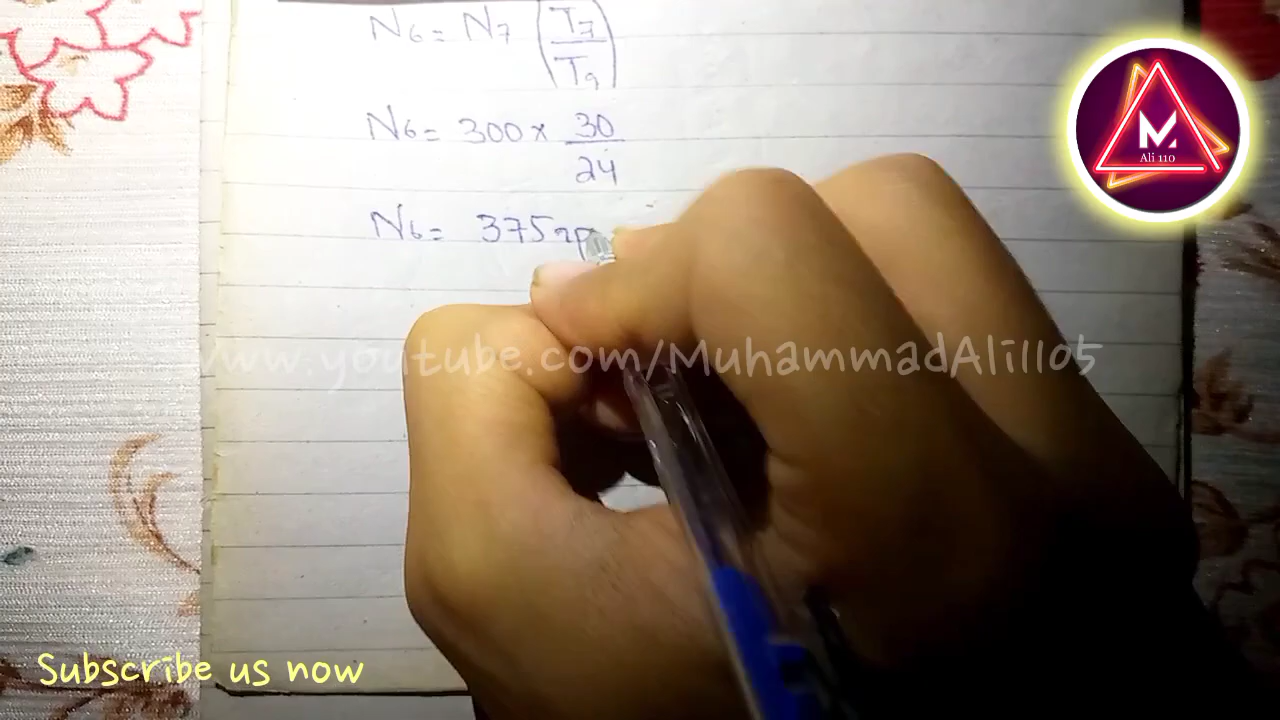 N6 = N7 (T7/T9)
N6 = 300 × 30/24
N6 = 375 rp
M
Ali 110
www.youtube.com/MuhammadAli1105
Subscribe us now